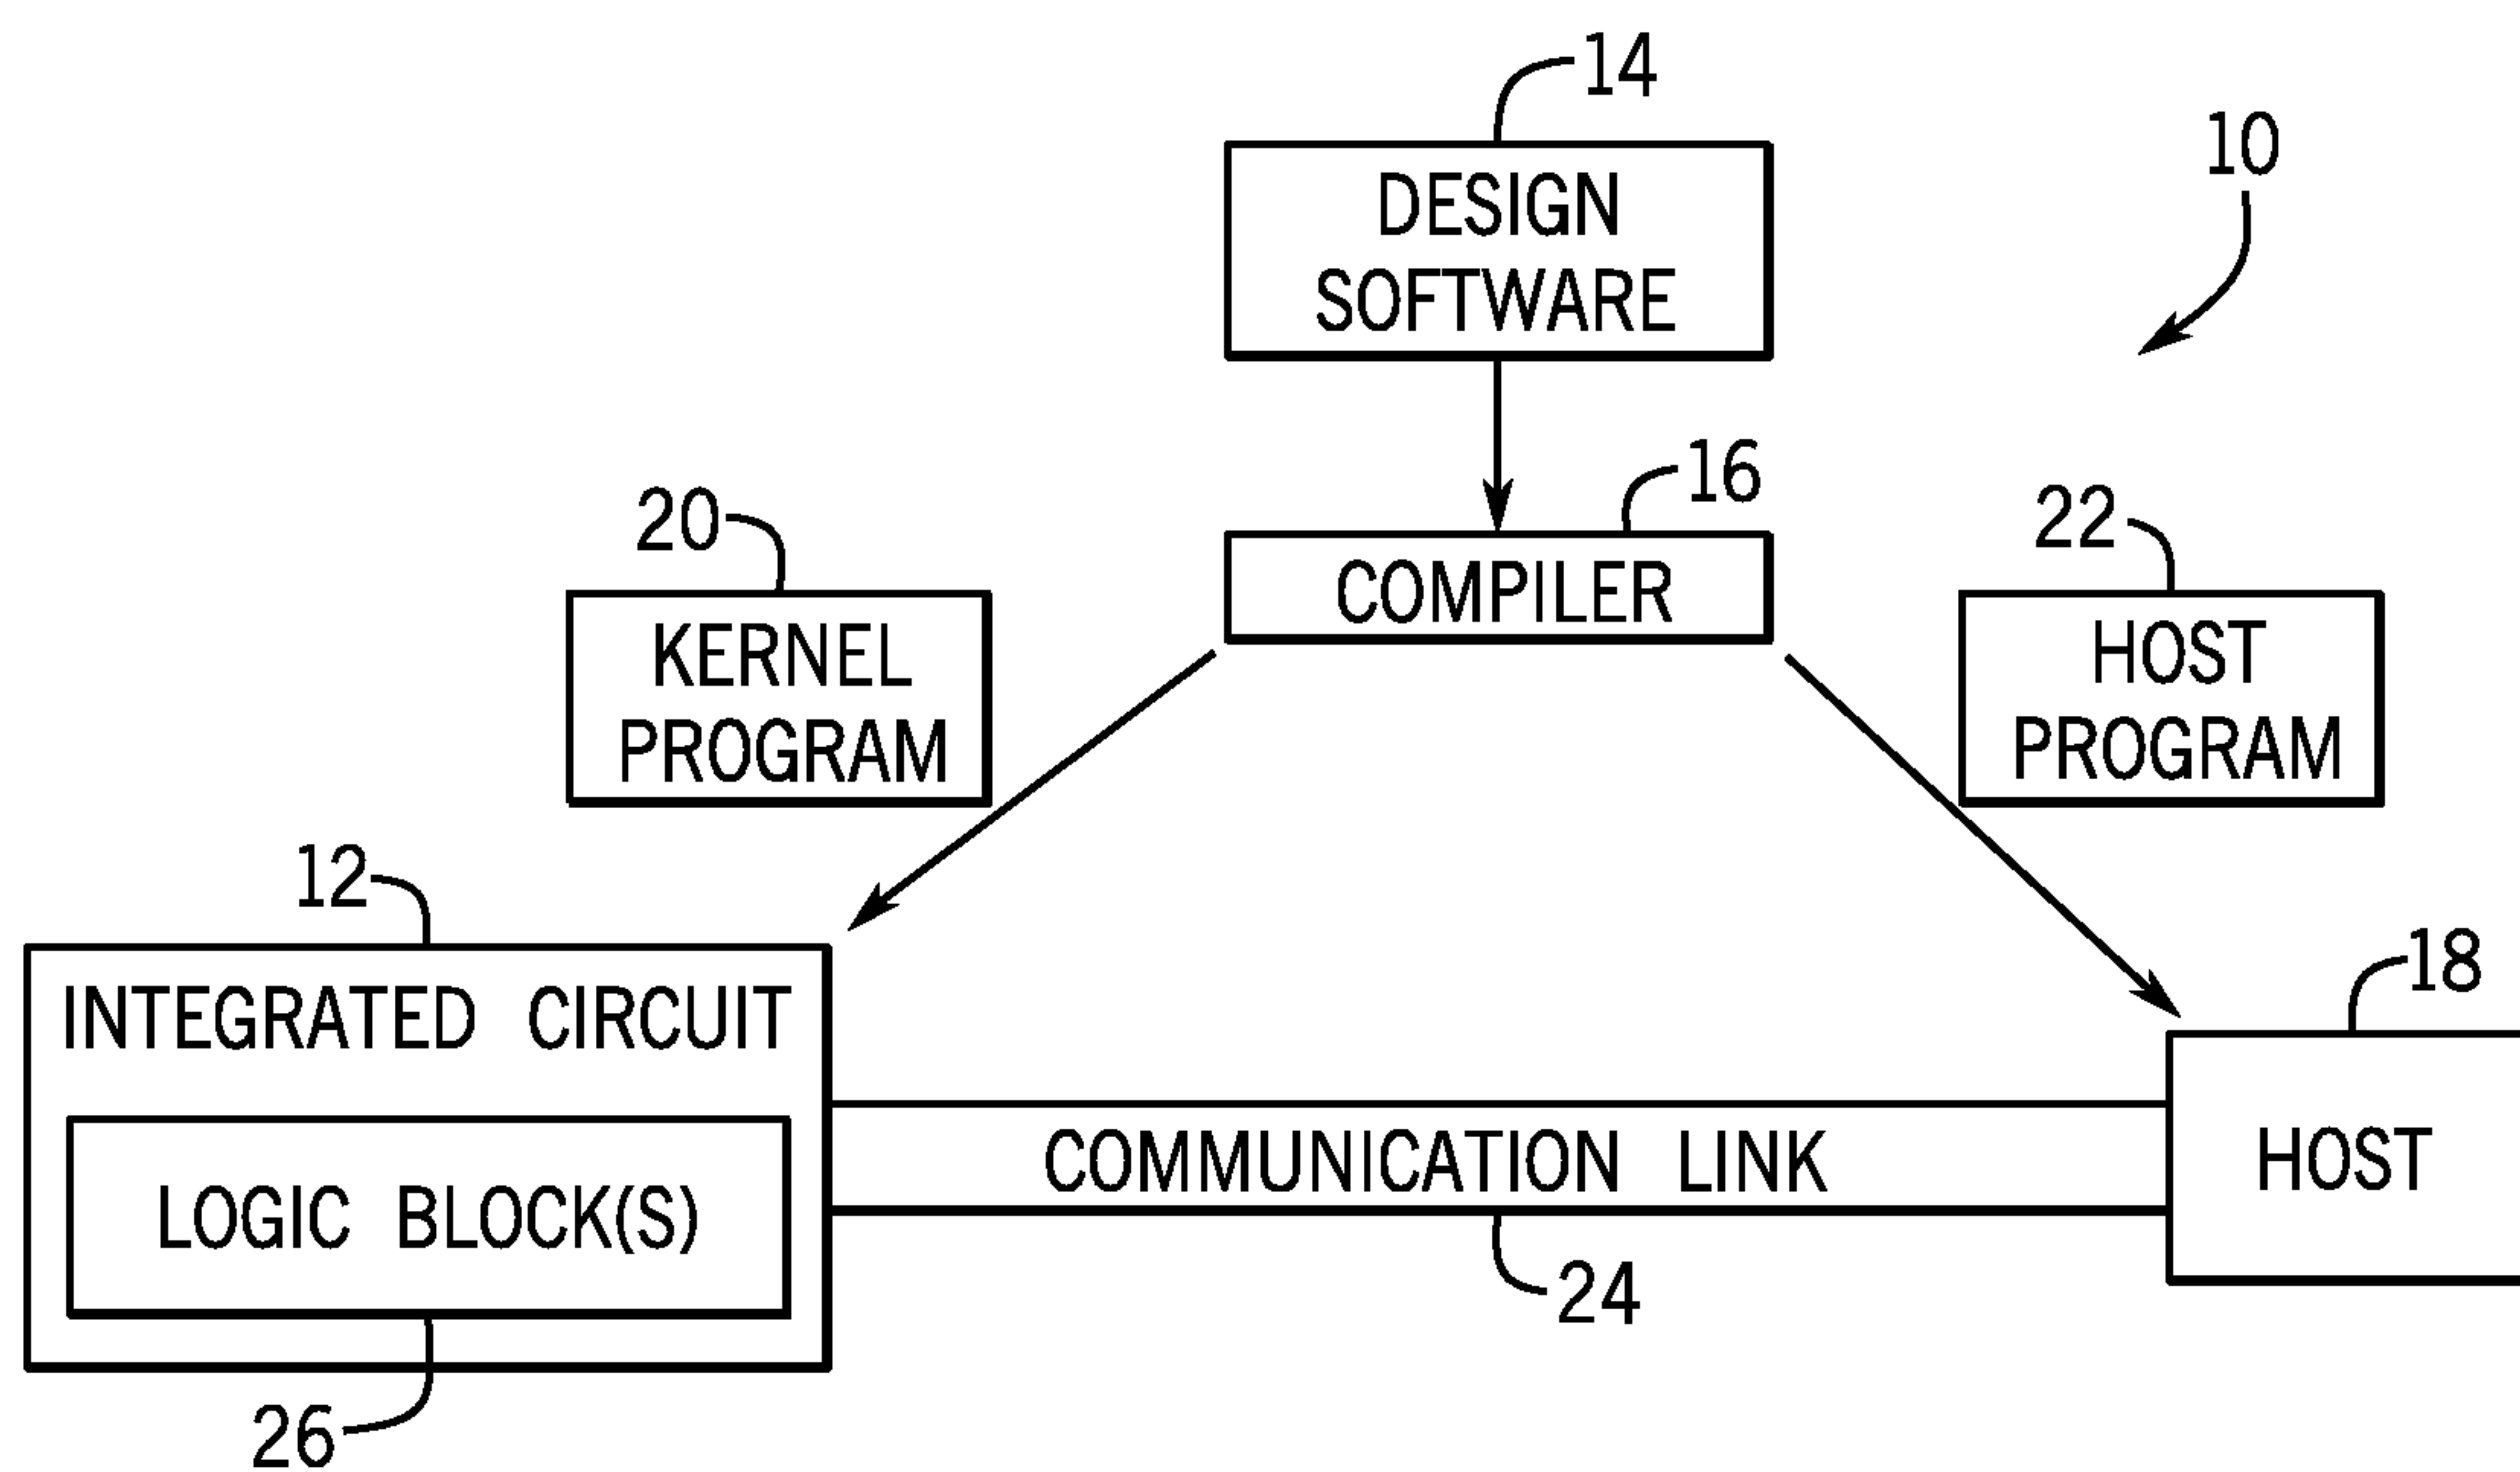 14
10
DESIGN
SOFTWARE
16
20
22
COMPILER
KERNEL
PROGRAM
HOST
PROGRAM
12
18
INTEGRATED CIRCUIT
COMMUNICATION LINK
HOST
LOGIC BLOCK(S)
24
26